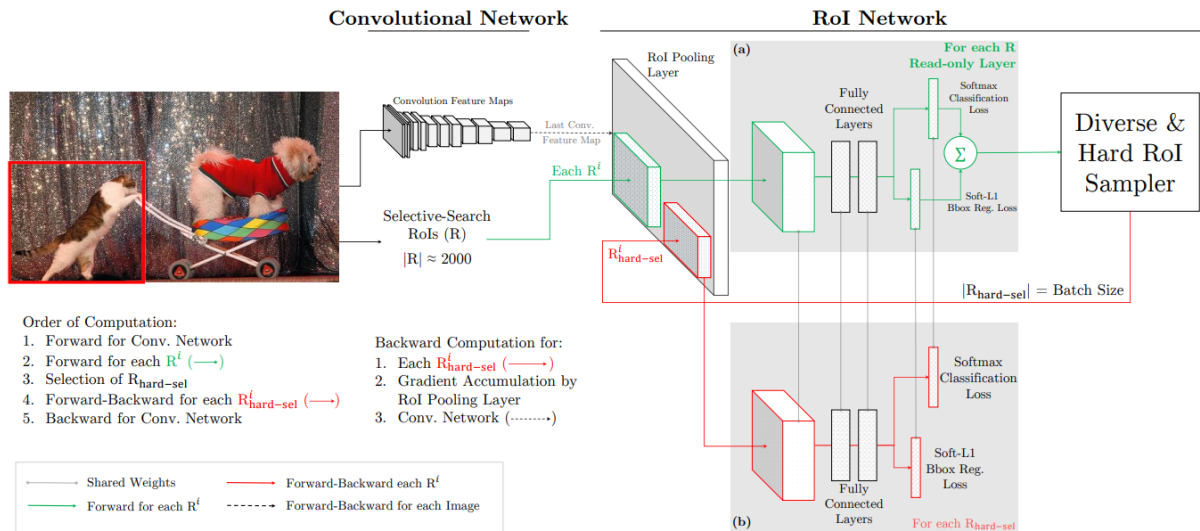 Convolutional Network
RoI Network
(a)
For each R
Read-only Layer
RoI Pooling
Layer
Convolution Feature Maps
Last Conv.
Feature Map
Fully
Connected
Layers
Softmax
Classification
Loss
Σ
Soft-L1
Bbox Reg. Loss
Diverse &
Hard RoI
Sampler
Each R^i
Selective-Search
RoIs (R)
|R| ≈ 2000
R^i_hard−sel
|R_hard−sel| = Batch Size
Order of Computation:
1. Forward for Conv. Network
2. Forward for each R^i (⟶)
3. Selection of R_hard−sel
4. Forward-Backward for each R^i_hard−sel (⟶)
5. Backward for Conv. Network
Backward Computation for:
1. Each R^i_hard−sel (⟶)
2. Gradient Accumulation by
RoI Pooling Layer
3. Conv. Network (⇢)
Softmax
Classification
Loss
Soft-L1
Bbox Reg.
Loss
Fully
Connected
Layers
(b)
For each R_hard−sel
Shared Weights
Forward-Backward each R^i
Forward for each R^i
Forward-Backward for each Image